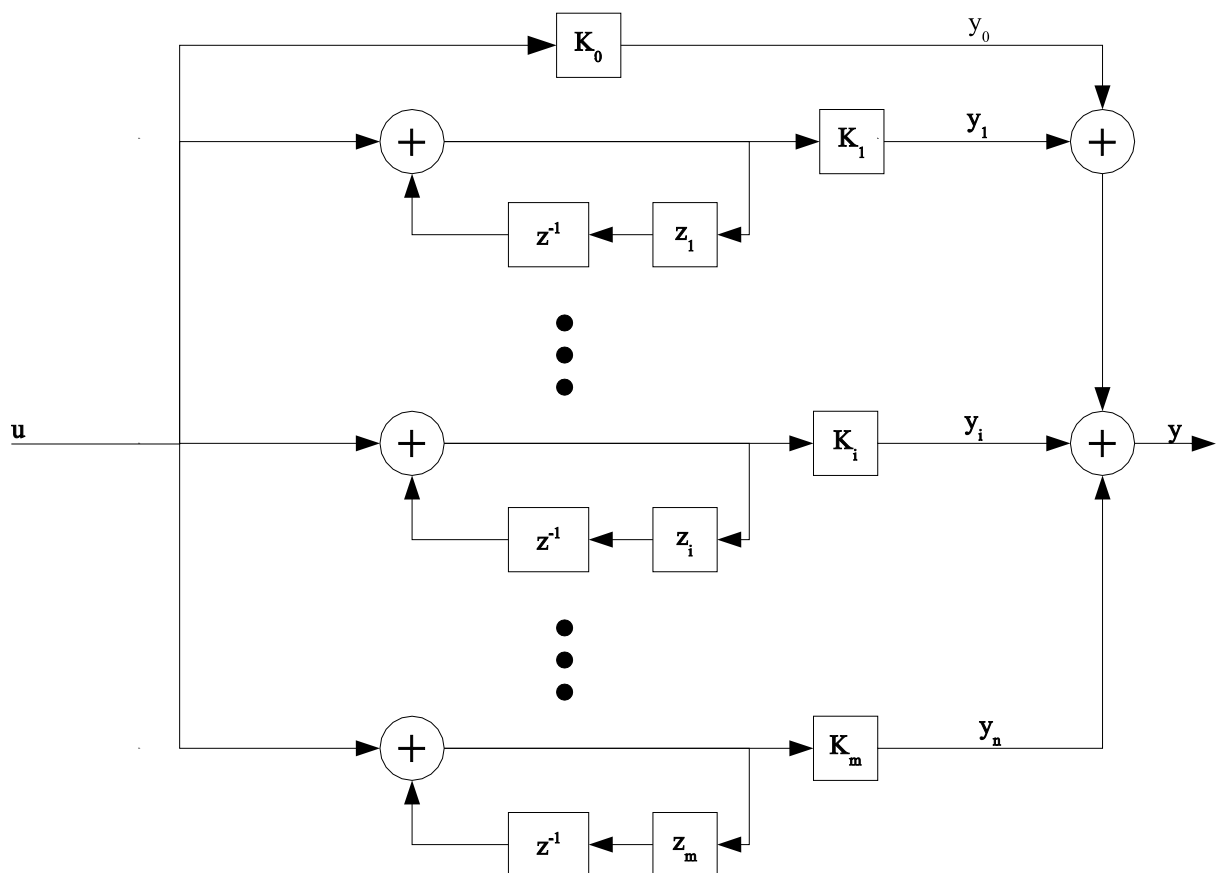 K₀ y₀
+ K₁ y₁ +
z⁻¹ z₁
u + Kᵢ yᵢ + y
z⁻¹ zᵢ
+ Kₘ yₙ
z⁻¹ zₘ